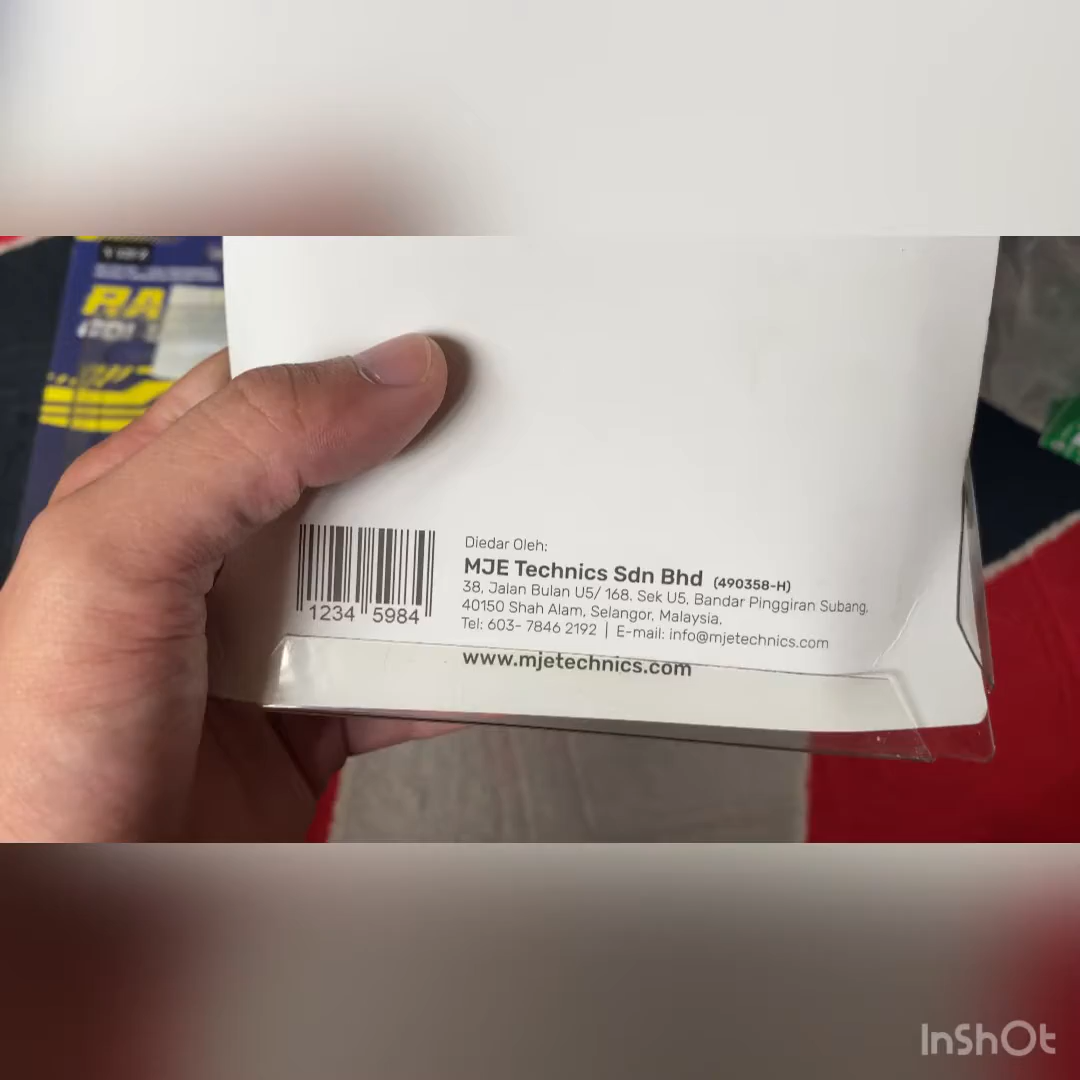 RA
1234 5984
Diedar Oleh;
MJE Technics Sdn Bhd (490358-H)
38, Jalan Bulan U5/ 168, Sek U5, Bandar Pinggiran Subang,
40150 Shah Alam, Selangor, Malaysia.
Tel: 603- 7846 2192 | E-mail: info@mjetechnics.com
www.mjetechnics.com
InShOt